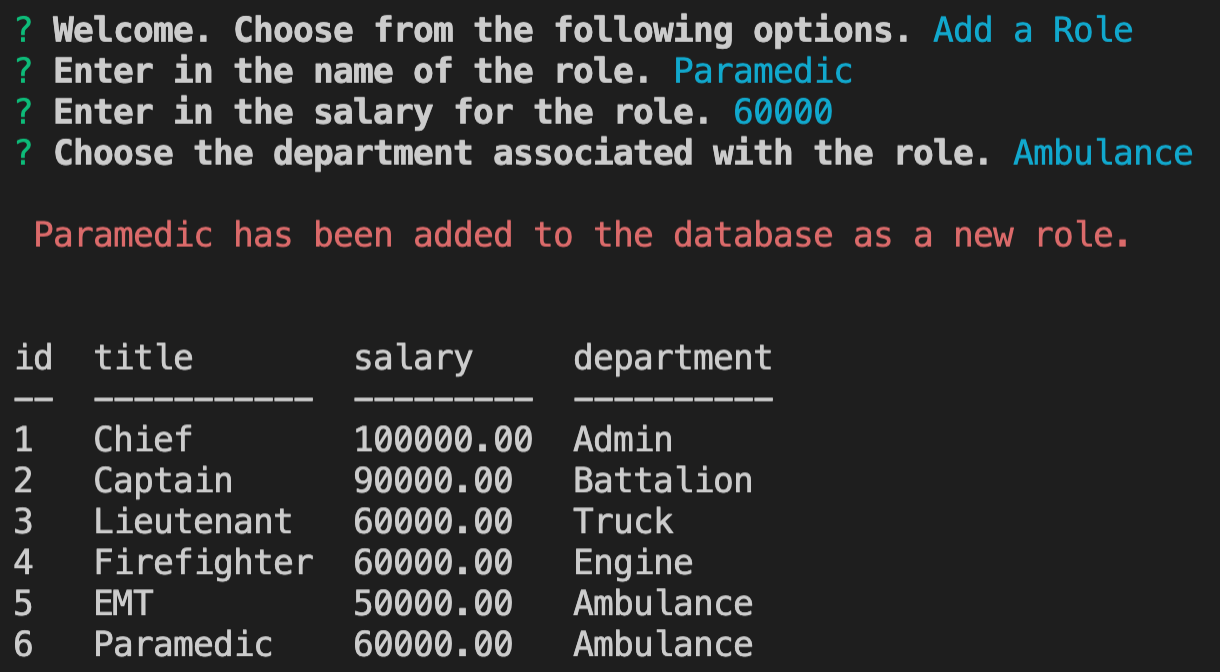 ? Welcome. Choose from the following options. Add a Role
? Enter in the name of the role. Paramedic
? Enter in the salary for the role. 60000
? Choose the department associated with the role. Ambulance
Paramedic has been added to the database as a new role.
id  title        salary     department
--  -----------  ---------  ----------
1   Chief        100000.00  Admin
2   Captain      90000.00   Battalion
3   Lieutenant   60000.00   Truck
4   Firefighter  60000.00   Engine
5   EMT          50000.00   Ambulance
6   Paramedic    60000.00   Ambulance